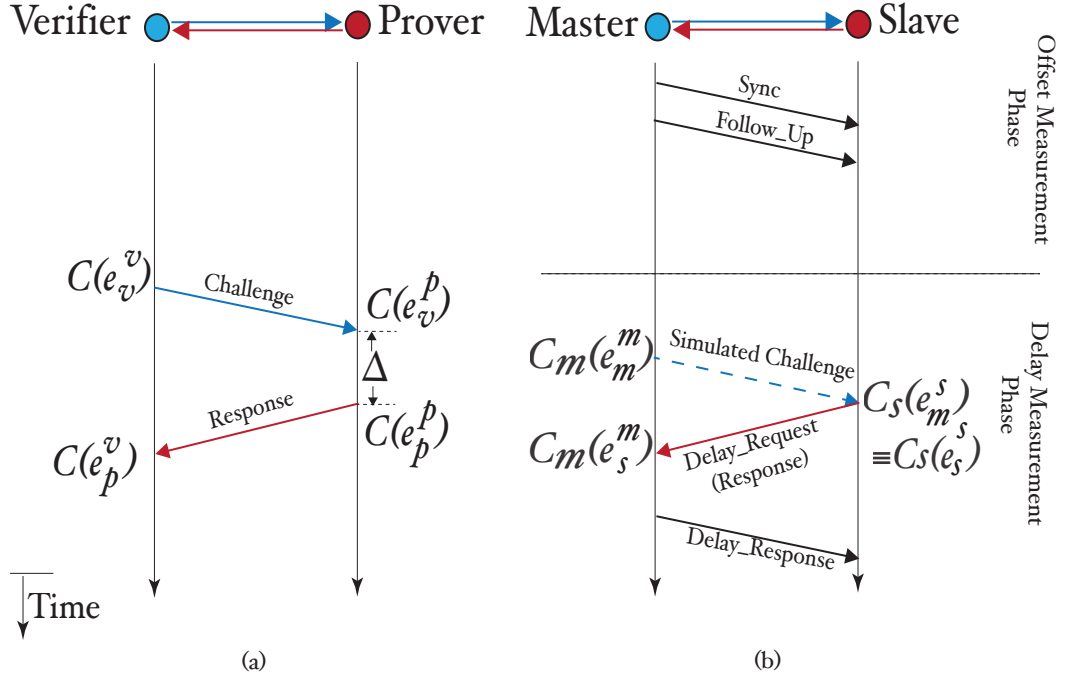 Verifier
Prover
C(e_v^v)
Challenge
C(e_v^p)
Δ
Response
C(e_p^p)
C(e_p^v)
Time
(a)
Master
Slave
Sync
Follow_Up
Offset Measurement
Phase
C_m(e_m^m)
Simulated Challenge
C_s(e_m^s)
≡C_s(e_s^s)
C_m(e_s^m)
Delay_Request
(Response)
Delay_Response
Delay Measurement
Phase
(b)